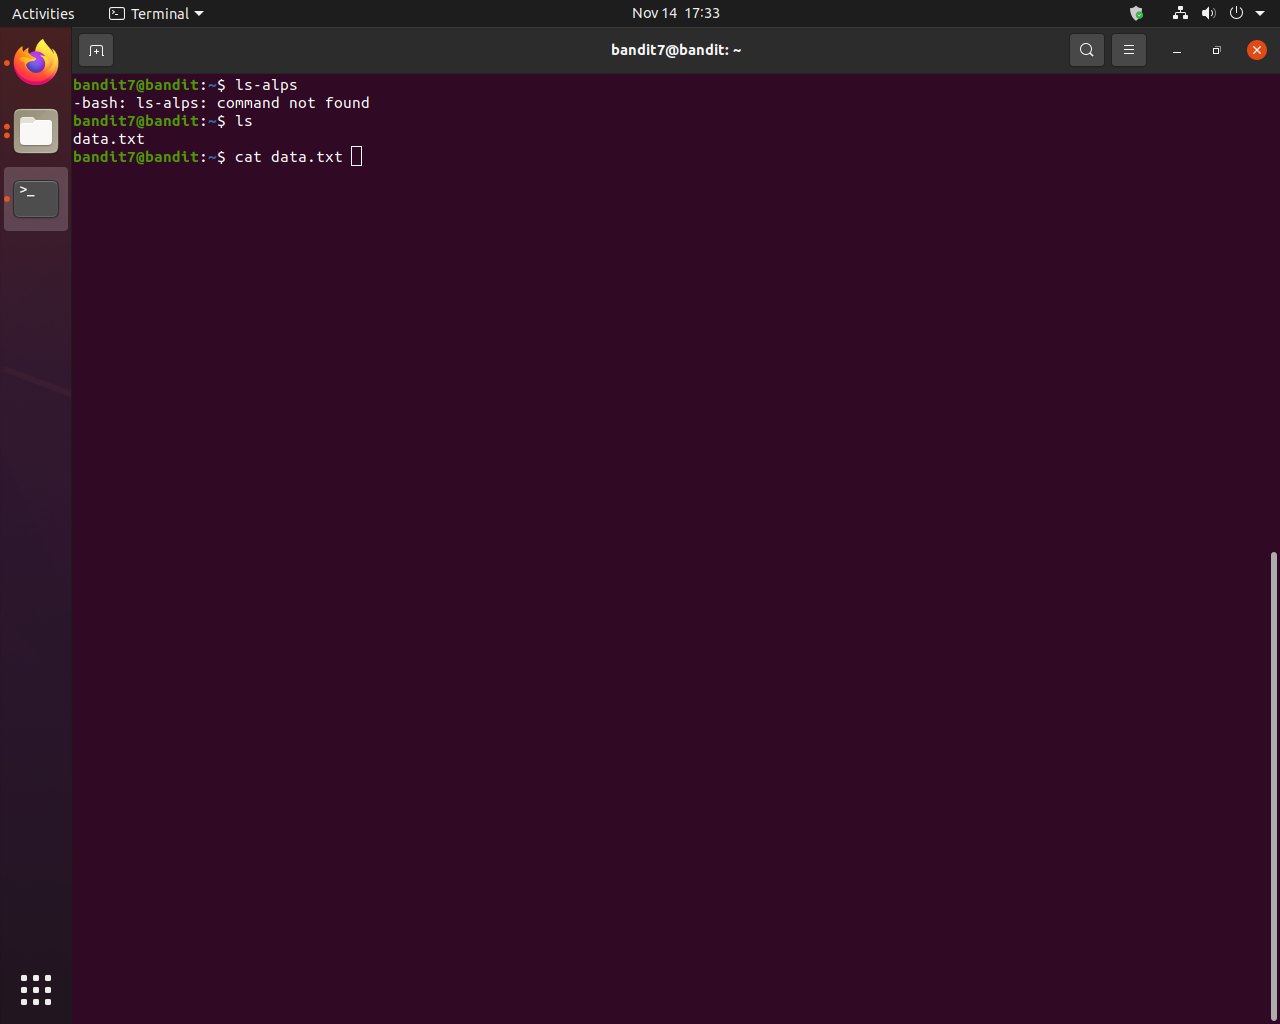 Activities Terminal Nov 14 17:33
bandit7@bandit: ~
bandit7@bandit:~$ ls-alps
-bash: ls-alps: command not found
bandit7@bandit:~$ ls
data.txt
bandit7@bandit:~$ cat data.txt